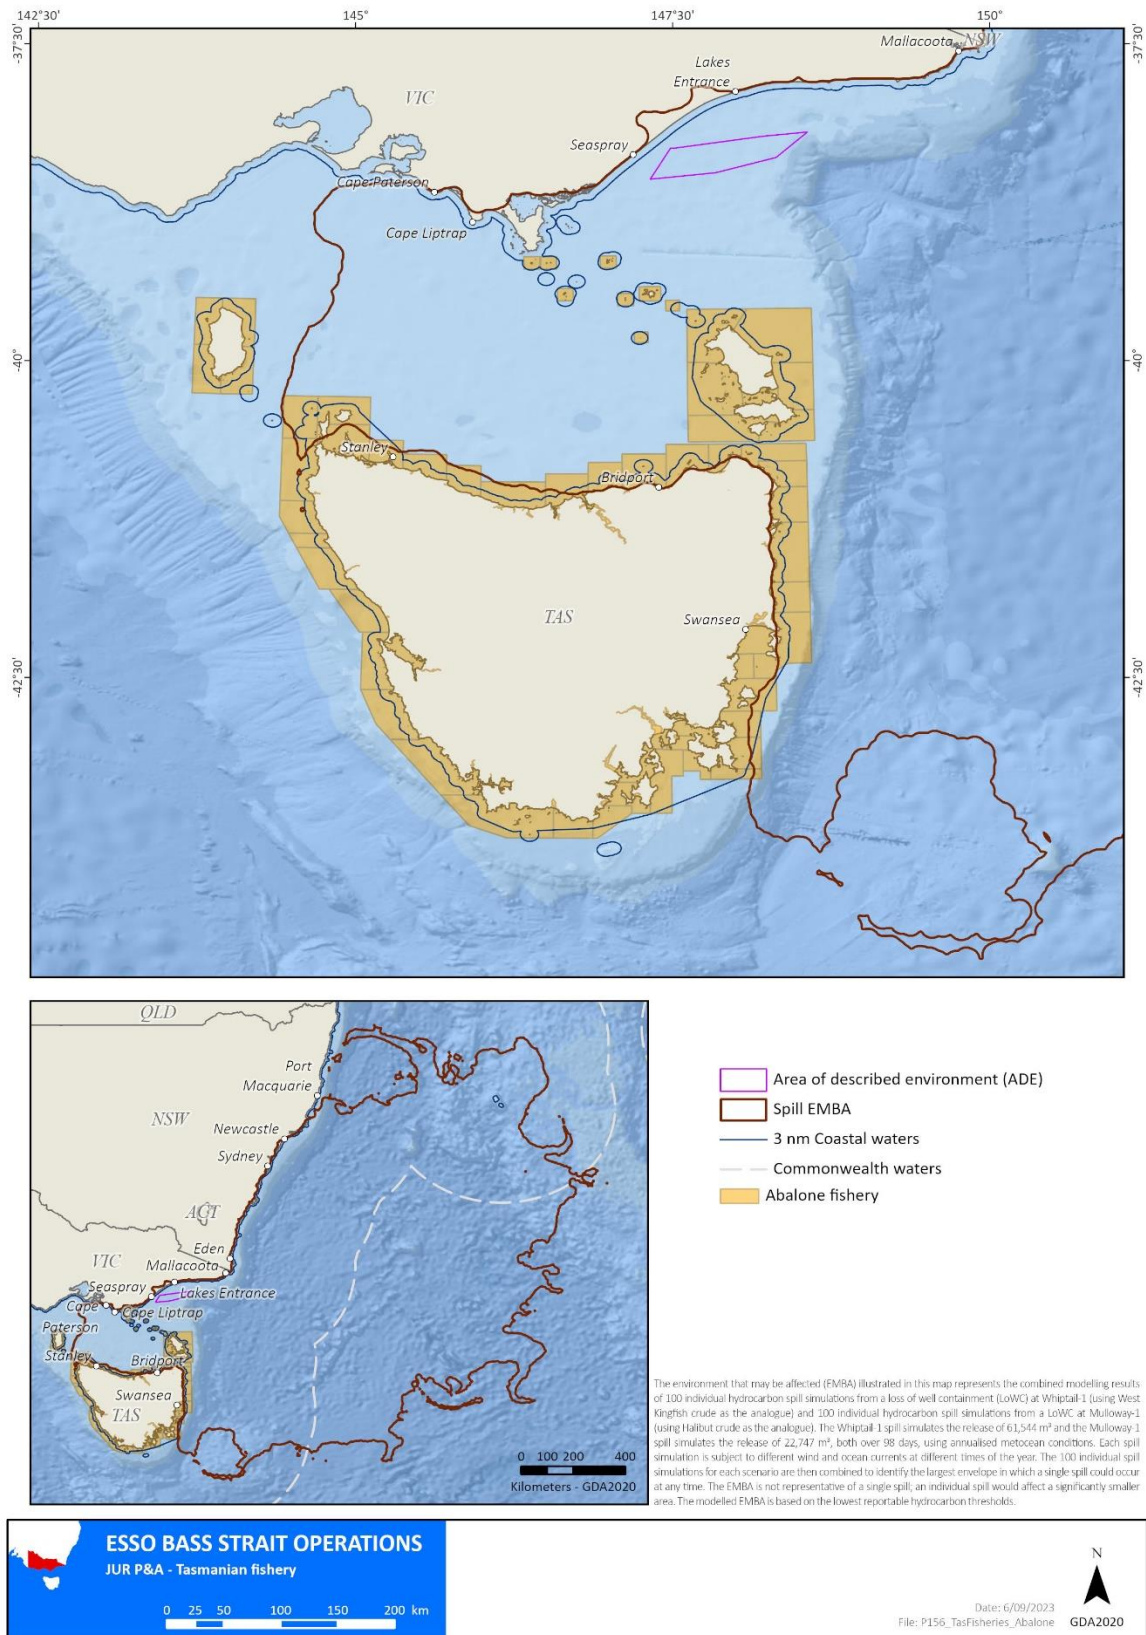 142°30'
145°
147°30'
150°
-37°30'
-37°30'
Mallacoota
NSW
Lakes
Entrance
VIC
Seaspray
Cape Paterson
Cape Liptrap
-40°
-40°
Stanley
Bridport
TAS
Swansea
-42°30'
-42°30'
QLD
Port
Macquarie
NSW
Newcastle
Sydney
ACT
Eden
VIC
Mallacoota
Seaspray
Lakes Entrance
Cape
Paterson
Cape Liptrap
Stanley
Bridport
Swansea
TAS
0 100 200 400
Kilometers - GDA2020
Area of described environment (ADE)
Spill EMBA
3 nm Coastal waters
Commonwealth waters
Abalone fishery
The environment that may be affected (EMBA) illustrated in this map represents the combined modelling results
of 100 individual hydrocarbon spill simulations from a loss of well containment (LoWC) at Whiptail-1 (using West
Kingfish crude as the analogue) and 100 individual hydrocarbon spill simulations from a LoWC at Mulloway-1
(using Halibut crude as the analogue). The Whiptail-1 spill simulates the release of 61,544 m³ and the Mulloway-1
spill simulates the release of 22,747 m³, both over 98 days, using annualised metocean conditions. Each spill
simulation is subject to different wind and ocean currents at different times of the year. The 100 individual spill
simulations for each scenario are then combined to identify the largest envelope in which a single spill could occur
at any time. The EMBA is not representative of a single spill; an individual spill would affect a significantly smaller
area. The modelled EMBA is based on the lowest reportable hydrocarbon thresholds.
ESSO BASS STRAIT OPERATIONS
JUR P&A - Tasmanian fishery
0 25 50 100 150 200 km
N
Date: 6/09/2023
File: P156_TasFisheries_Abalone
GDA2020